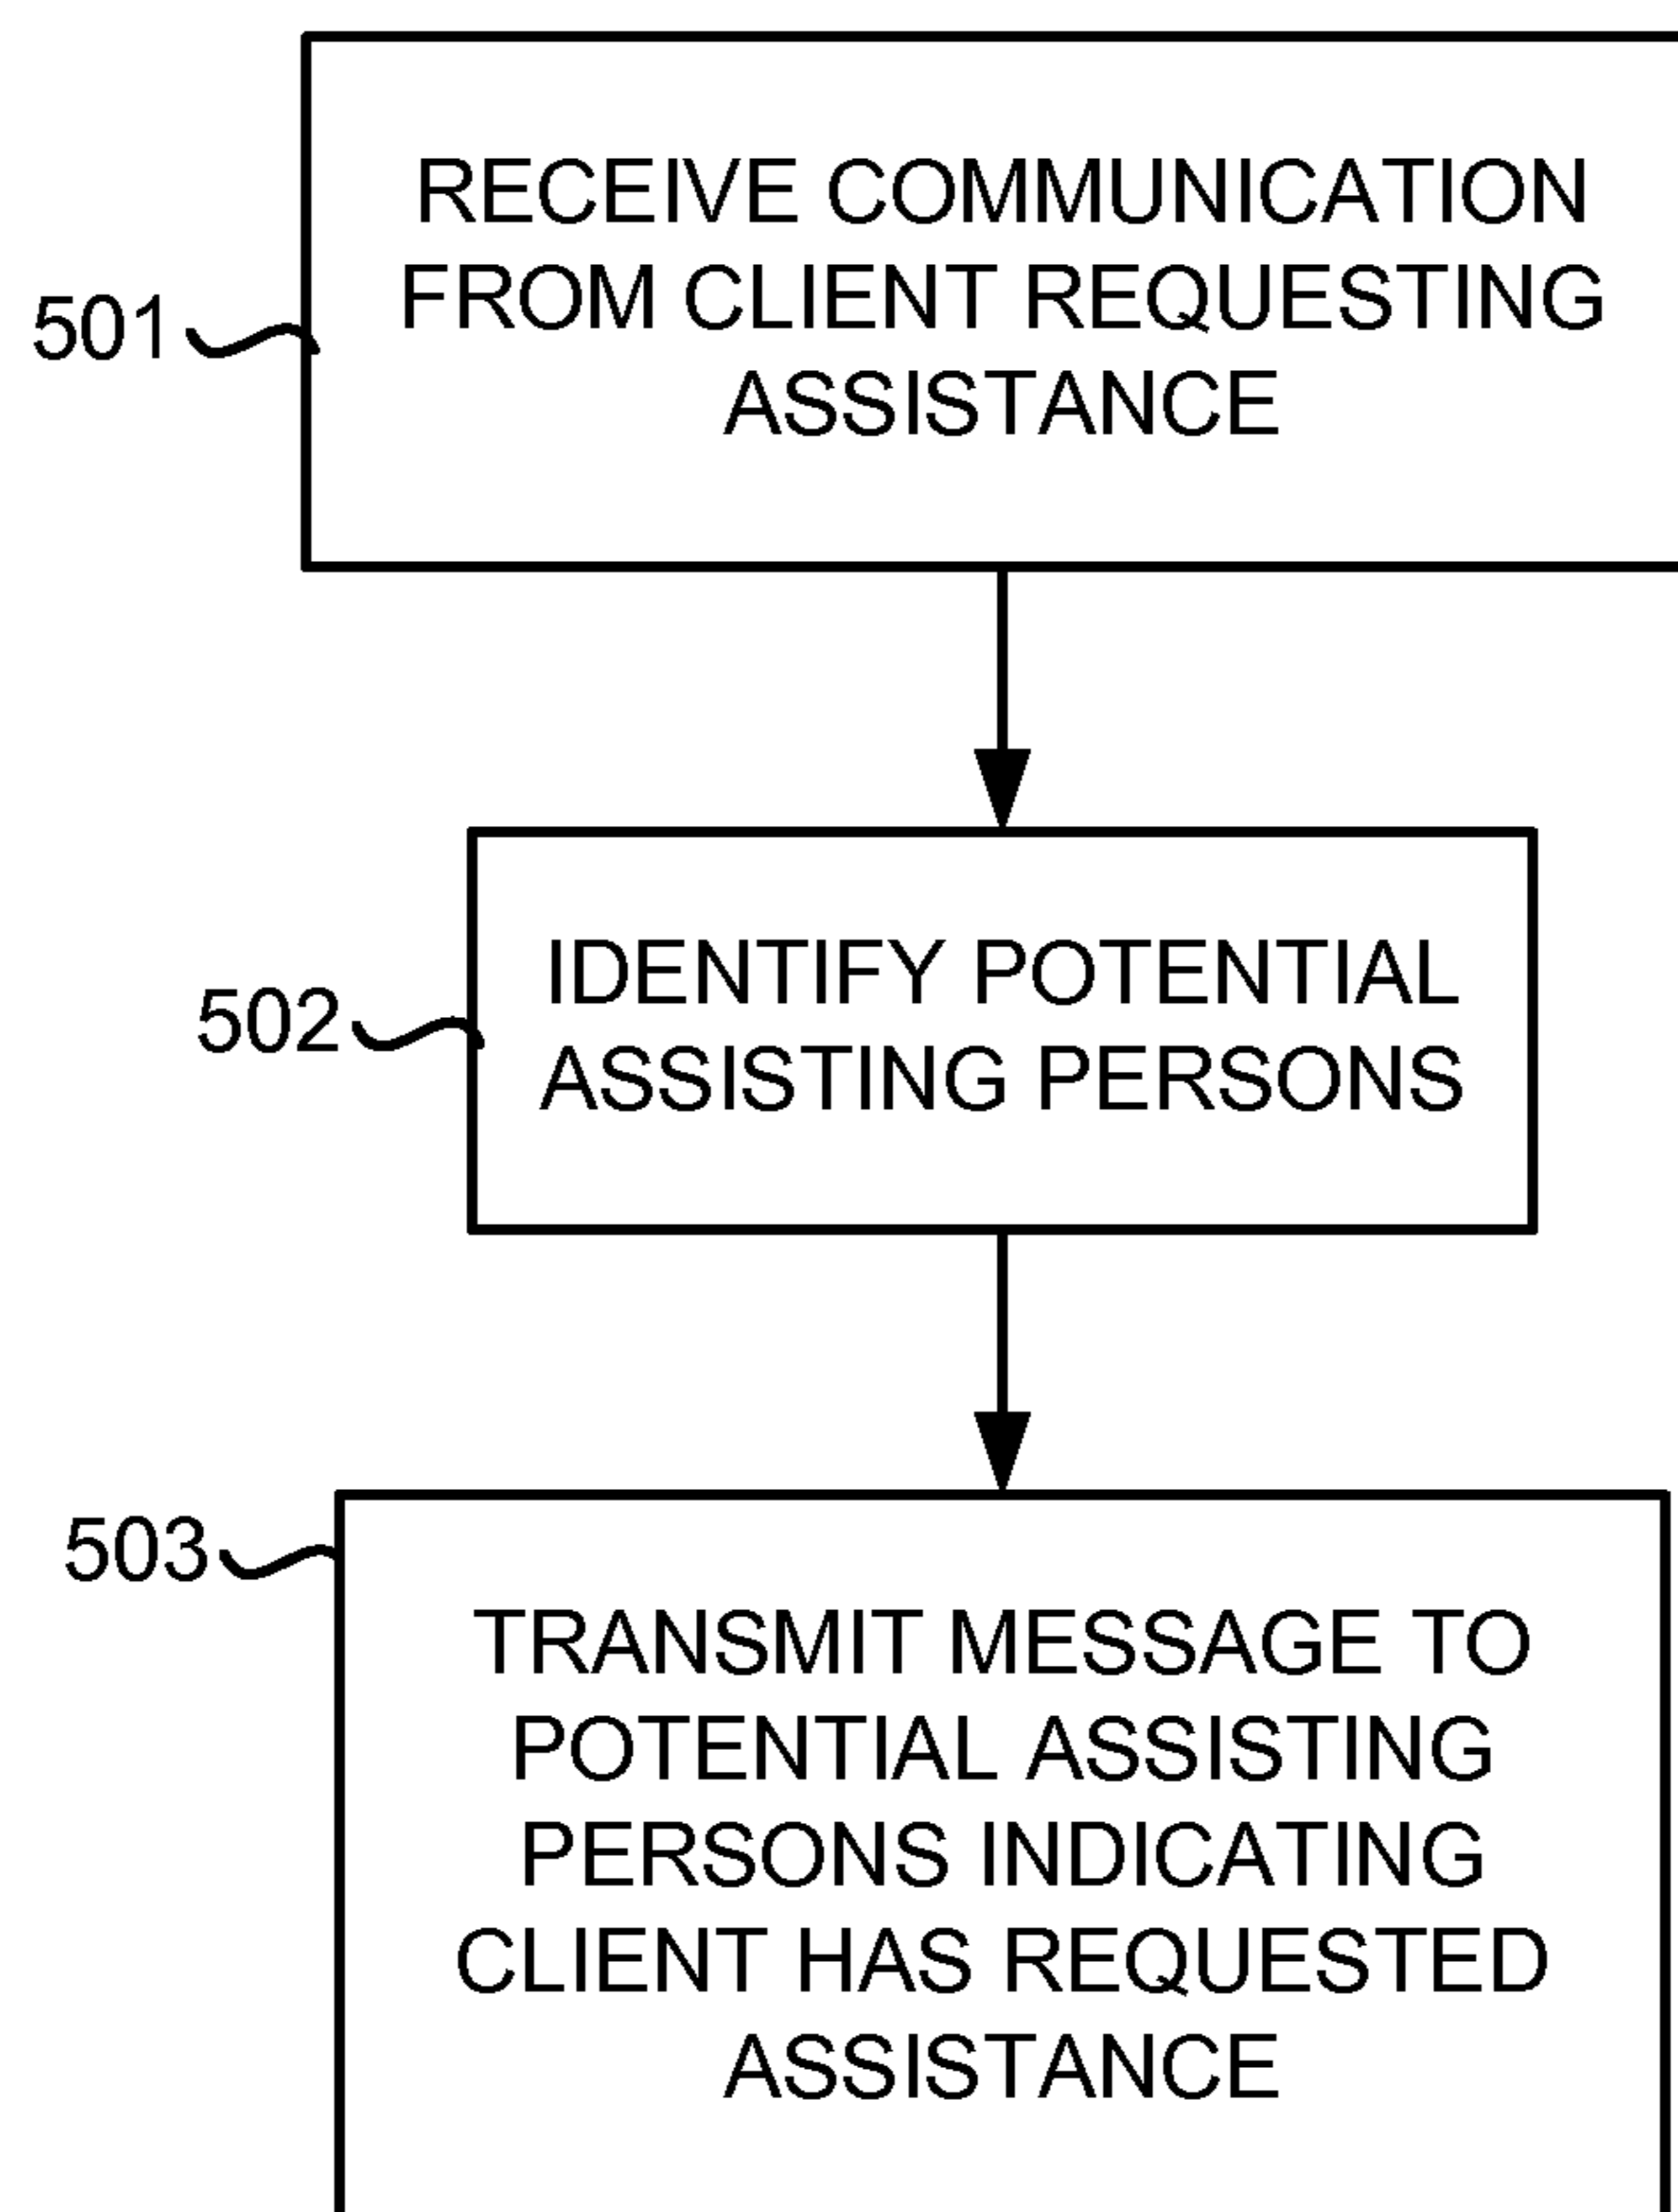 RECEIVE COMMUNICATION
FROM CLIENT REQUESTING
ASSISTANCE
501
IDENTIFY POTENTIAL
ASSISTING PERSONS
502
503
TRANSMIT MESSAGE TO
POTENTIAL ASSISTING
PERSONS INDICATING
CLIENT HAS REQUESTED
ASSISTANCE